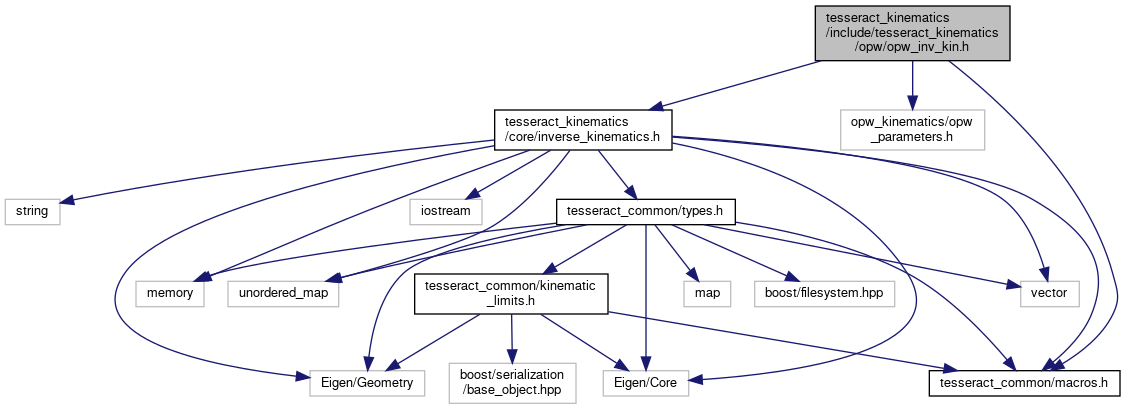 tesseract_kinematics
/include/tesseract_kinematics
/opw/opw_inv_kin.h
tesseract_kinematics
/core/inverse_kinematics.h
opw_kinematics/opw
_parameters.h
string
iostream
tesseract_common/types.h
memory
unordered_map
tesseract_common/kinematic
_limits.h
map
boost/filesystem.hpp
vector
Eigen/Geometry
boost/serialization
/base_object.hpp
Eigen/Core
tesseract_common/macros.h